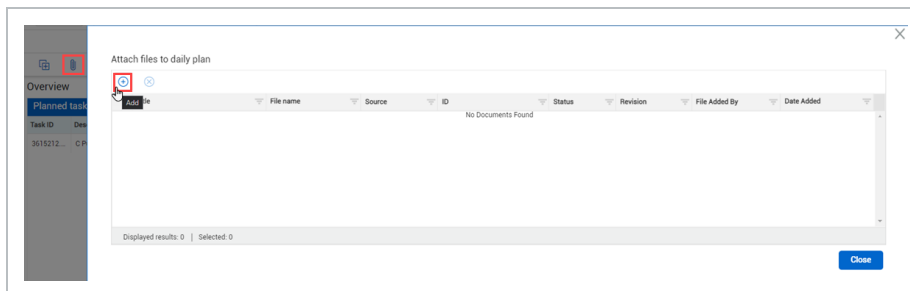 Attach files to daily plan
Overview
Planned task
Add
File name
Source
ID
Status
Revision
File Added By
Date Added
Task ID
Des
No Documents Found
3615212...
C P
Displayed results: 0 | Selected: 0
Close